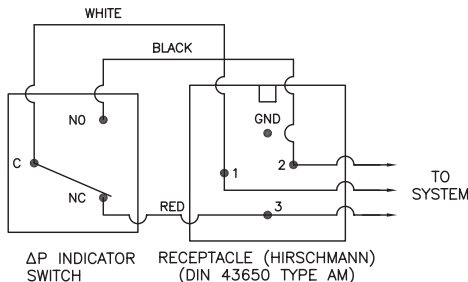 WHITE
BLACK
NO
GND
C
1
2
TO
SYSTEM
NC
RED
3
ΔP INDICATOR
SWITCH
RECEPTACLE (HIRSCHMANN)
(DIN 43650 TYPE AM)